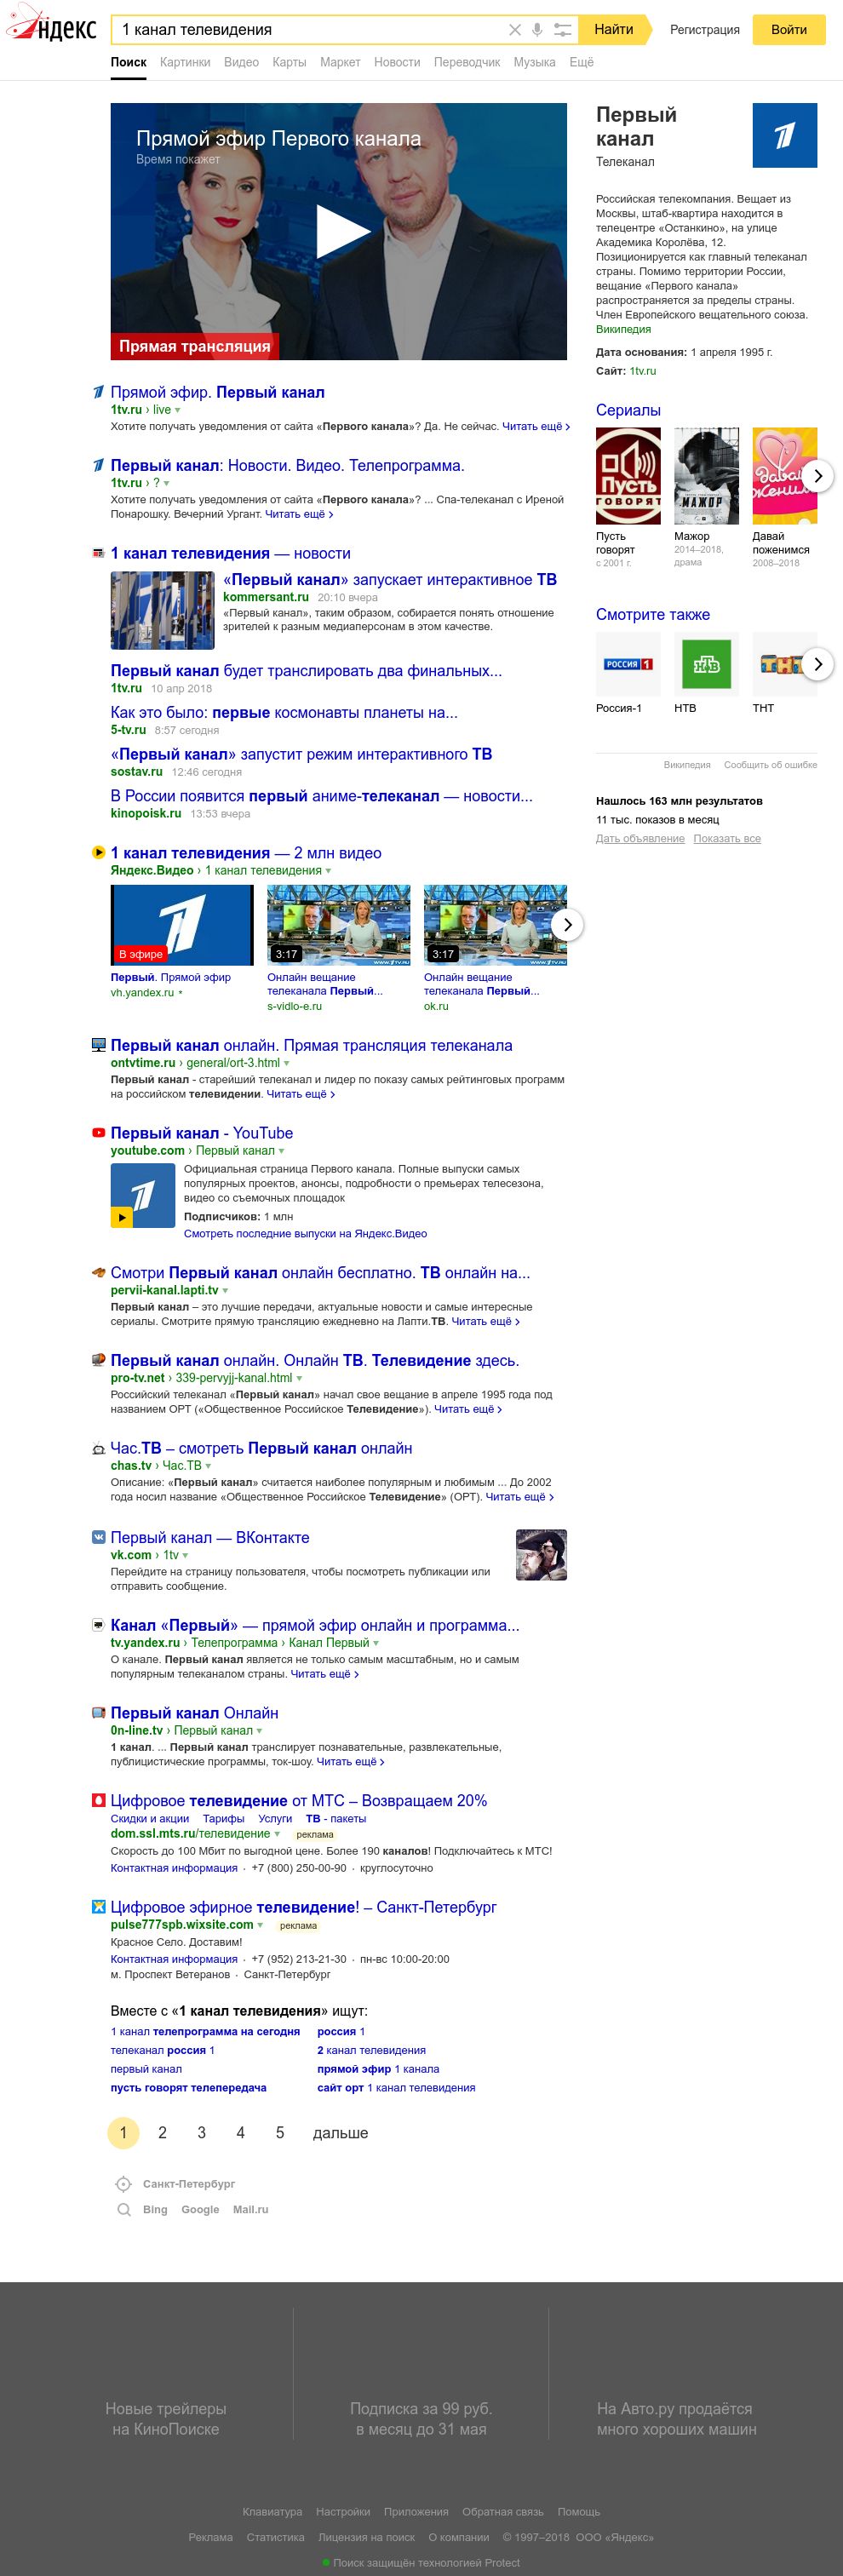 Яндекс
1 канал телевидения
Найти
Регистрация
Войти
Поиск Картинки Видео Карты Маркет Новости Переводчик Музыка Ещё
Прямой эфир Первого канала
Время покажет
Прямая трансляция
Прямой эфир. Первый канал
1tv.ru › live
Хотите получать уведомления от сайта «Первого канала»? Да. Не сейчас. Читать ещё
Первый канал: Новости. Видео. Телепрограмма.
1tv.ru › ?
Хотите получать уведомления от сайта «Первого канала»? ... Спа-телеканал с Иреной
Понарошку. Вечерний Ургант. Читать ещё
1 канал телевидения — новости
«Первый канал» запускает интерактивное ТВ
kommersant.ru 20:10 вчера
«Первый канал», таким образом, собирается понять отношение
зрителей к разным медиаперсонам в этом качестве.
Первый канал будет транслировать два финальных...
1tv.ru 10 апр 2018
Как это было: первые космонавты планеты на...
5-tv.ru 8:57 сегодня
«Первый канал» запустит режим интерактивного ТВ
sostav.ru 12:46 сегодня
В России появится первый аниме-телеканал — новости...
kinopoisk.ru 13:53 вчера
1 канал телевидения — 2 млн видео
Яндекс.Видео › 1 канал телевидения
В эфире
3:17
3:17
Первый. Прямой эфир
vh.yandex.ru
Онлайн вещание
телеканала Первый...
s-vidlo-e.ru
Онлайн вещание
телеканала Первый...
ok.ru
Первый канал онлайн. Прямая трансляция телеканала
ontvtime.ru › general/ort-3.html
Первый канал - старейший телеканал и лидер по показу самых рейтинговых программ
на российском телевидении. Читать ещё
Первый канал - YouTube
youtube.com › Первый канал
Официальная страница Первого канала. Полные выпуски самых
популярных проектов, анонсы, подробности о премьерах телесезона,
видео со съемочных площадок
Подписчиков: 1 млн
Смотреть последние выпуски на Яндекс.Видео
Смотри Первый канал онлайн бесплатно. ТВ онлайн на...
pervii-kanal.lapti.tv
Первый канал – это лучшие передачи, актуальные новости и самые интересные
сериалы. Смотрите прямую трансляцию ежедневно на Лапти.ТВ. Читать ещё
Первый канал онлайн. Онлайн ТВ. Телевидение здесь.
pro-tv.net › 339-pervyjj-kanal.html
Российский телеканал «Первый канал» начал свое вещание в апреле 1995 года под
названием ОРТ («Общественное Российское Телевидение»). Читать ещё
Час.ТВ – смотреть Первый канал онлайн
chas.tv › Час.ТВ
Описание: «Первый канал» считается наиболее популярным и любимым ... До 2002
года носил название «Общественное Российское Телевидение» (ОРТ). Читать ещё
Первый канал — ВКонтакте
vk.com › 1tv
Перейдите на страницу пользователя, чтобы посмотреть публикации или
отправить сообщение.
Канал «Первый» — прямой эфир онлайн и программа...
tv.yandex.ru › Телепрограмма › Канал Первый
О канале. Первый канал является не только самым масштабным, но и самым
популярным телеканалом страны. Читать ещё
Первый канал Онлайн
0n-line.tv › Первый канал
1 канал. ... Первый канал транслирует познавательные, развлекательные,
публицистические программы, ток-шоу. Читать ещё
Цифровое телевидение от МТС – Возвращаем 20%
Скидки и акции Тарифы Услуги ТВ - пакеты
dom.ssl.mts.ru/телевидение реклама
Скорость до 100 Мбит по выгодной цене. Более 190 каналов! Подключайтесь к МТС!
Контактная информация · +7 (800) 250-00-90 · круглосуточно
Цифровое эфирное телевидение! – Санкт-Петербург
pulse777spb.wixsite.com реклама
Красное Село. Доставим!
Контактная информация · +7 (952) 213-21-30 · пн-вс 10:00-20:00
м. Проспект Ветеранов · Санкт-Петербург
Вместе с «1 канал телевидения» ищут:
1 канал телепрограмма на сегодня
телеканал россия 1
первый канал
пусть говорят телепередача
россия 1
2 канал телевидения
прямой эфир 1 канала
сайт орт 1 канал телевидения
1 2 3 4 5 дальше
Санкт-Петербург
Bing Google Mail.ru
Первый
канал
Телеканал
Российская телекомпания. Вещает из
Москвы, штаб-квартира находится в
телецентре «Останкино», на улице
Академика Королёва, 12.
Позиционируется как главный телеканал
страны. Помимо территории России,
вещание «Первого канала»
распространяется за пределы страны.
Член Европейского вещательного союза.
Википедия
Дата основания: 1 апреля 1995 г.
Сайт: 1tv.ru
Сериалы
Пусть
ГОВОРЯТ
МАЖОР
давай
поженимся
Пусть
говорят
с 2001 г.
Мажор
2014–2018,
драма
Давай
поженимся
2008–2018
Смотрите также
РОССИЯ 1
НТВ
ТНТ
Россия-1
НТВ
ТНТ
Википедия Сообщить об ошибке
Нашлось 163 млн результатов
11 тыс. показов в месяц
Дать объявление Показать все
Новые трейлеры
на КиноПоиске
Подписка за 99 руб.
в месяц до 31 мая
На Авто.ру продаётся
много хороших машин
Клавиатура Настройки Приложения Обратная связь Помощь
Реклама Статистика Лицензия на поиск О компании © 1997–2018 ООО «Яндекс»
Поиск защищён технологией Protect